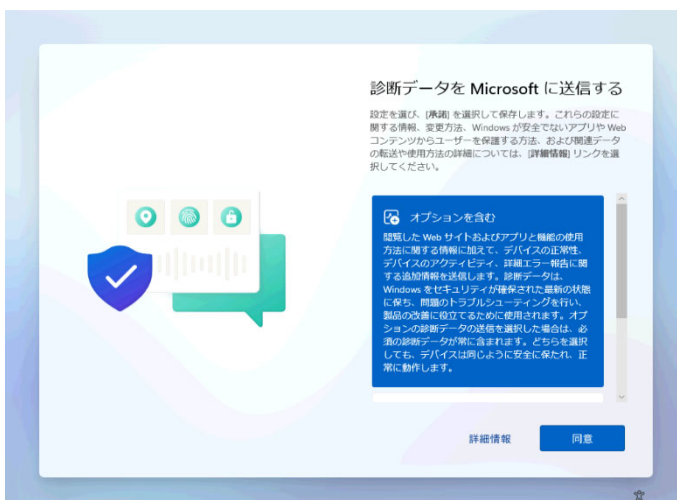 診断データを Microsoft に送信する
設定を選び、[承諾] を選択して保存します。これらの設定に
関する情報、変更方法、Windows が安全でないアプリや Web
コンテンツからユーザーを保護する方法、および関連データ
の転送や使用方法の詳細については、[詳細情報] リンクを選
択してください。
オプションを含む
閲覧した Web サイトおよびアプリと機能の使用
方法に関する情報に加えて、デバイスの正常性、
デバイスのアクティビティ、詳細エラー報告に関
する追加情報を送信します。診断データは、
Windows をセキュリティが確保された最新の状態
に保ち、問題のトラブルシューティングを行い、
製品の改善に役立てるために使用されます。オプ
ションの診断データの送信を選択した場合は、必
須の診断データが常に含まれます。どちらを選択
しても、デバイスは同じように安全に保たれ、正
常に動作します。
詳細情報
同意